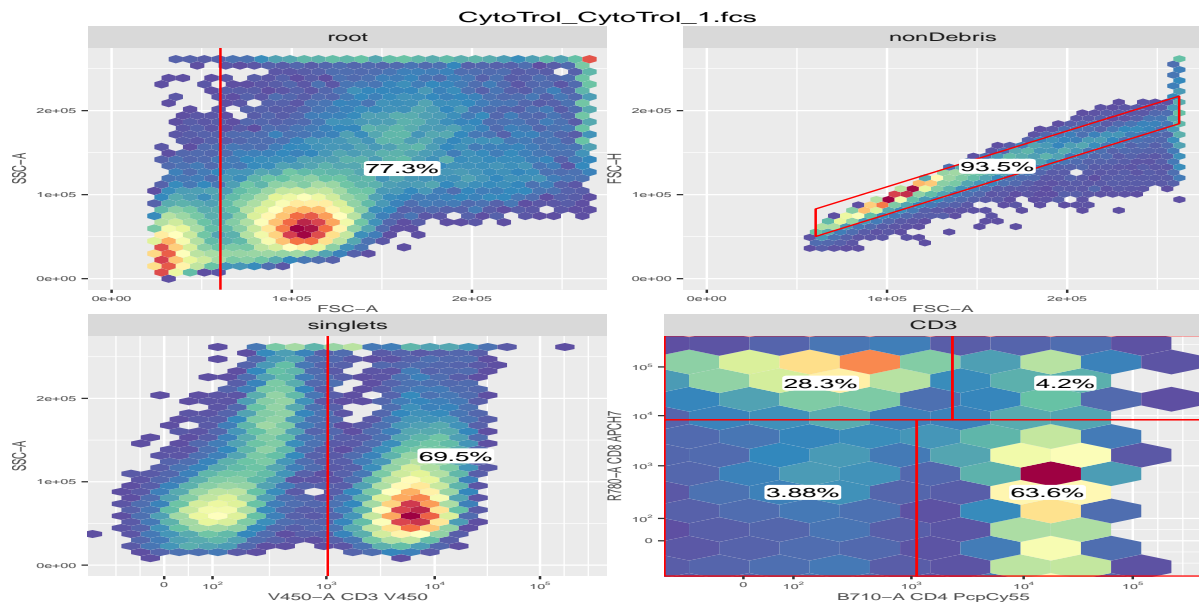 CytoTrol_CytoTrol_1.fcs
root
nonDebris
SSC-A
2e+05
1e+05
0e+00
77.3%
0e+00 1e+05 2e+05
FSC-A
FSC-H
2e+05
1e+05
0e+00
93.5%
0e+00 1e+05 2e+05
FSC-A
singlets
CD3
SSC-A
2e+05
1e+05
0e+00
69.5%
0 10² 10³ 10⁴ 10⁵
V450-A CD3 V450
R780-A CD8 APCH7
10⁵
10⁴
10³
10²
0
28.3%
4.2%
3.88%
63.6%
0 10² 10³ 10⁴ 10⁵
B710-A CD4 PcpCy55